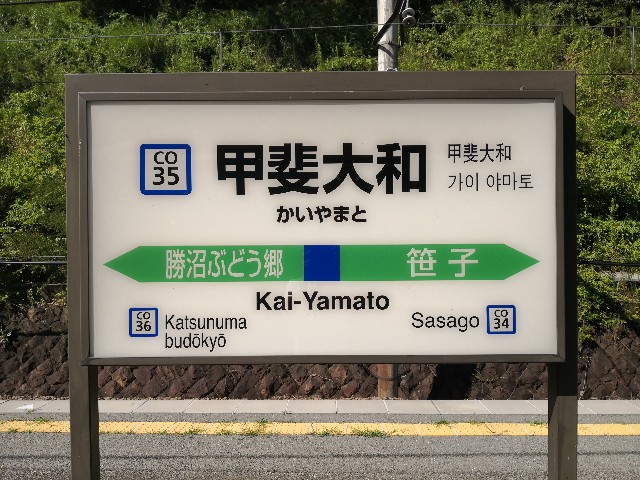 CO
35
甲斐大和
甲斐大和
가이 야마토
かいやまと
勝沼ぶどう郷
笹子
Kai-Yamato
CO
36
Katsunuma
budōkyō
Sasago
CO
34